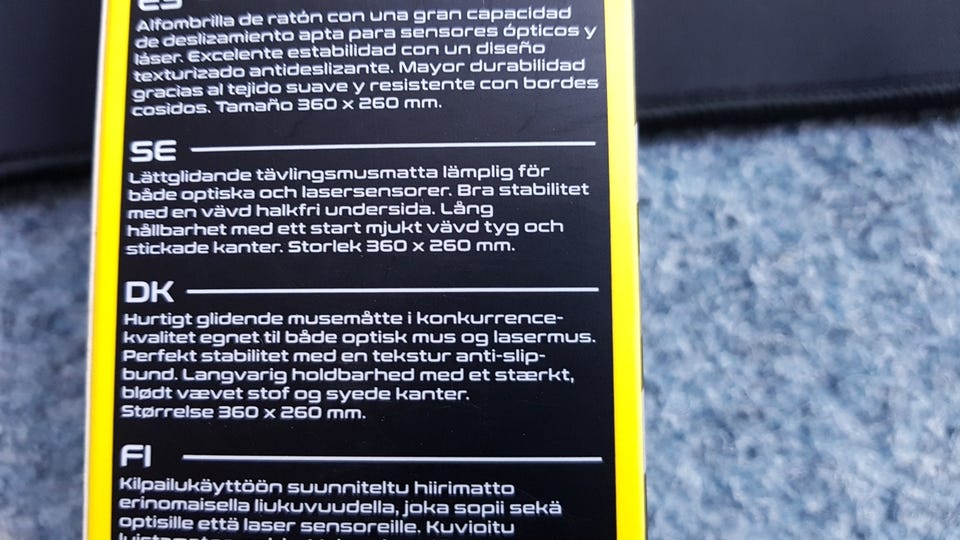 ES
Alfombrilla de ratón con una gran capacidad
de deslizamiento apta para sensores ópticos y
láser. Excelente estabilidad con un diseño
texturizado antideslizante. Mayor durabilidad
gracias al tejido suave y resistente con bordes
cosidos. Tamaño 360 x 260 mm.
SE
Lättglidande tävlingsmusmatta lämplig för
både optiska och lasersensorer. Bra stabilitet
med en vävd halkfri undersida. Lång
hållbarhet med ett start mjukt vävd tyg och
stickade kanter. Storlek 360 x 260 mm.
DK
Hurtigt glidende musemåtte i konkurrence-
kvalitet egnet til både optisk mus og lasermus.
Perfekt stabilitet med en tekstur anti-slip-
bund. Langvarig holdbarhed med et stærkt,
blødt vævet stof og syede kanter.
Størrelse 360 x 260 mm.
FI
Kilpailukäyttöön suunniteltu hiirimatto
erinomaisella liukuvuudella, joka sopii sekä
optisille että laser sensoreille. Kuvioitu